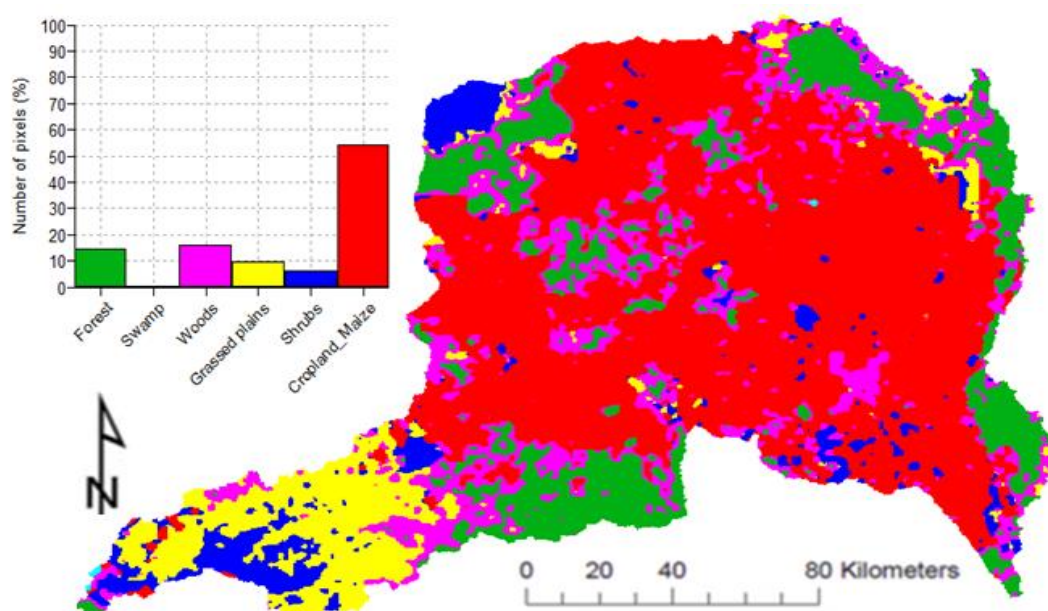 Number of pixels (%)
100
90
80
70
60
50
40
30
20
10
0
Forest
Swamp
Woods
Grassed plains
Shrubs
Cropland_Maize
N
0 20 40 80 Kilometers